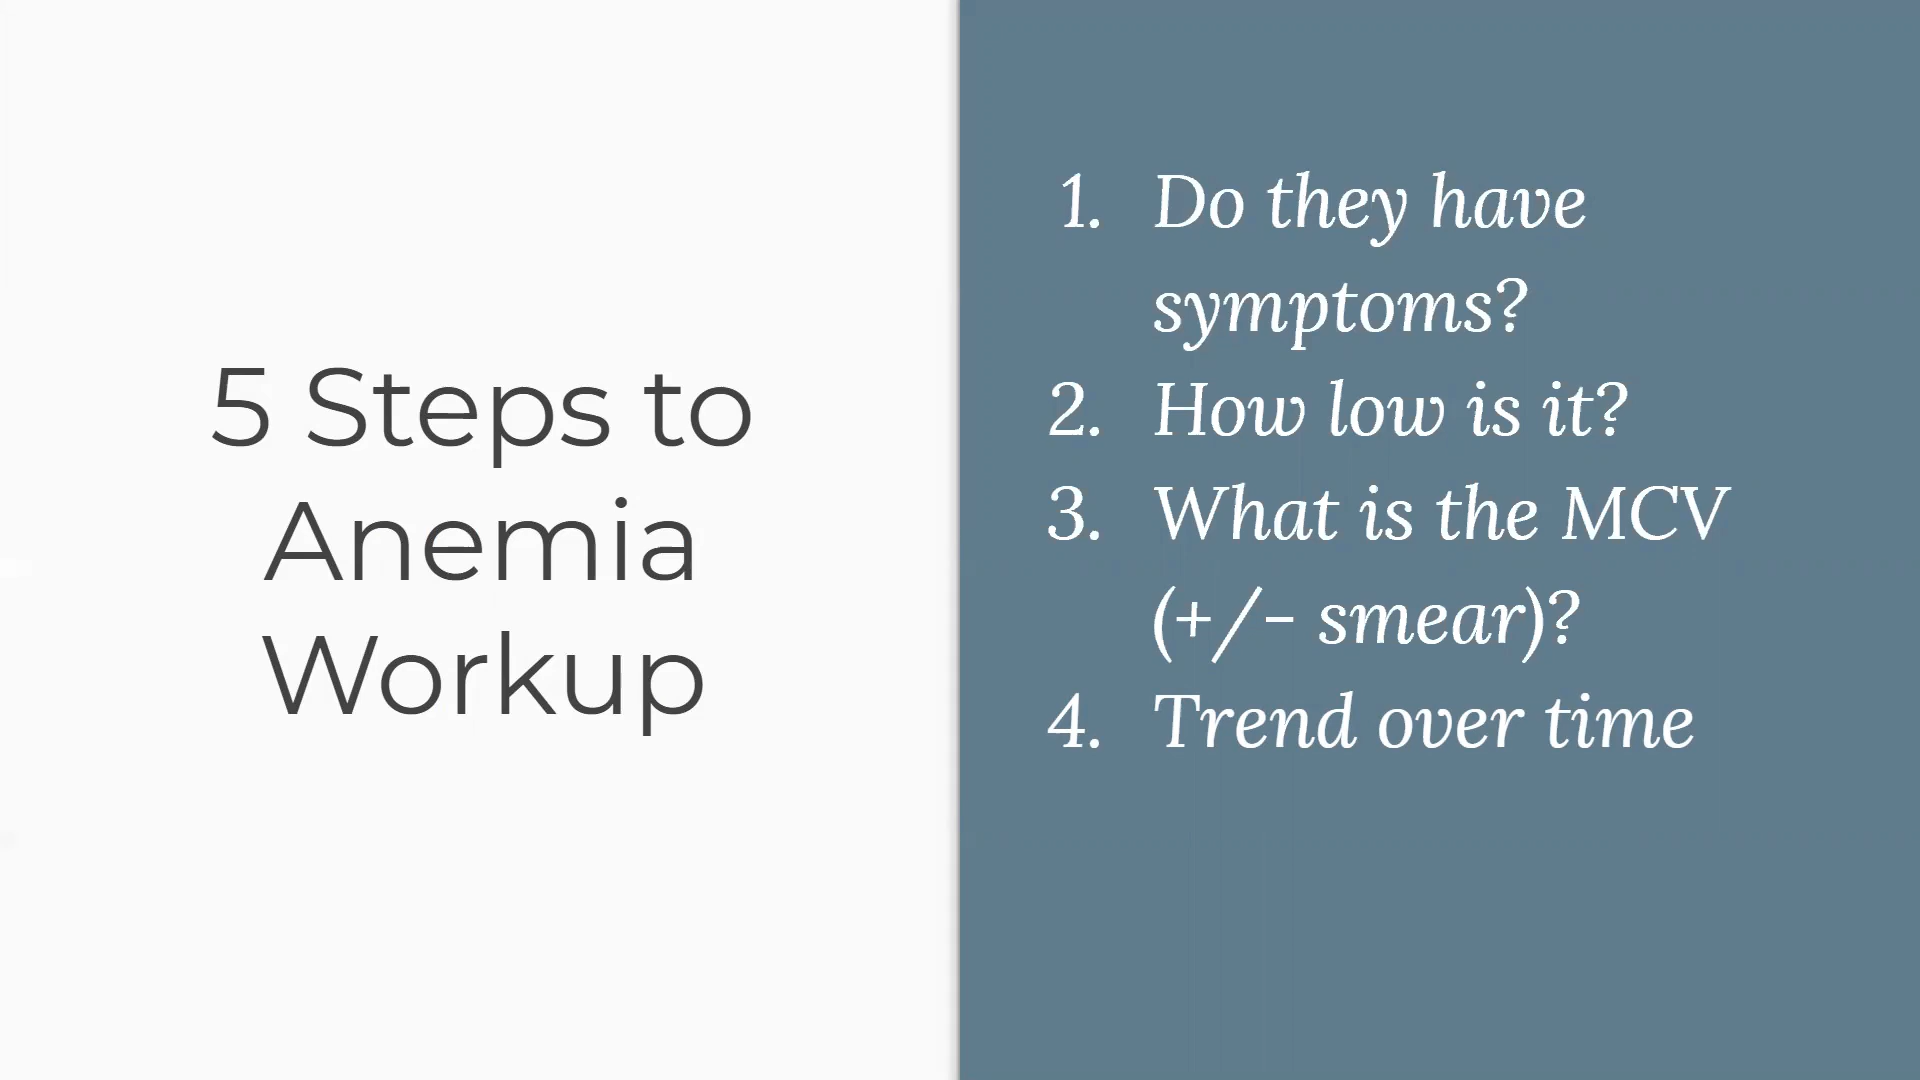 5 Steps to
Anemia
Workup
1. Do they have
symptoms?
2. How low is it?
3. What is the MCV
(+/- smear)?
4. Trend over time